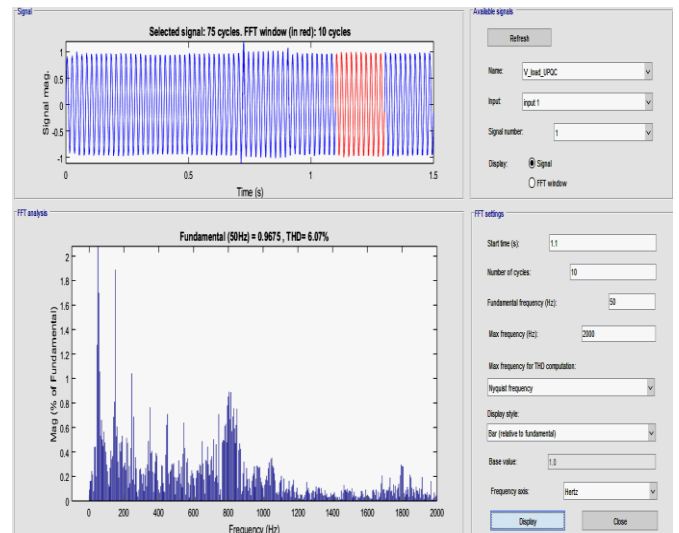 Signal
Selected signal: 75 cycles. FFT window (in red): 10 cycles
1
0.5
0
-0.5
-1
Signal mag.
0
0.5
1
1.5
Time (s)
Available signals
Refresh
Name:
V_load_UPQC
Input:
input 1
Signal number:
1
Display:
Signal
FFT window
FFT analysis
Fundamental (50Hz) = 0.9675 , THD= 6.07%
2
1.8
1.6
1.4
1.2
1
0.8
0.6
0.4
0.2
0
Mag (% of Fundamental)
0
200
400
600
800
1000
1200
1400
1600
1800
2000
Frequency (Hz)
FFT settings
Start time (s):
1.1
Number of cycles:
10
Fundamental frequency (Hz):
50
Max frequency (Hz):
2000
Max frequency for THD computation:
Nyquist frequency
Display style:
Bar (relative to fundamental)
Base value:
1.0
Frequency axis:
Hertz
Display
Close